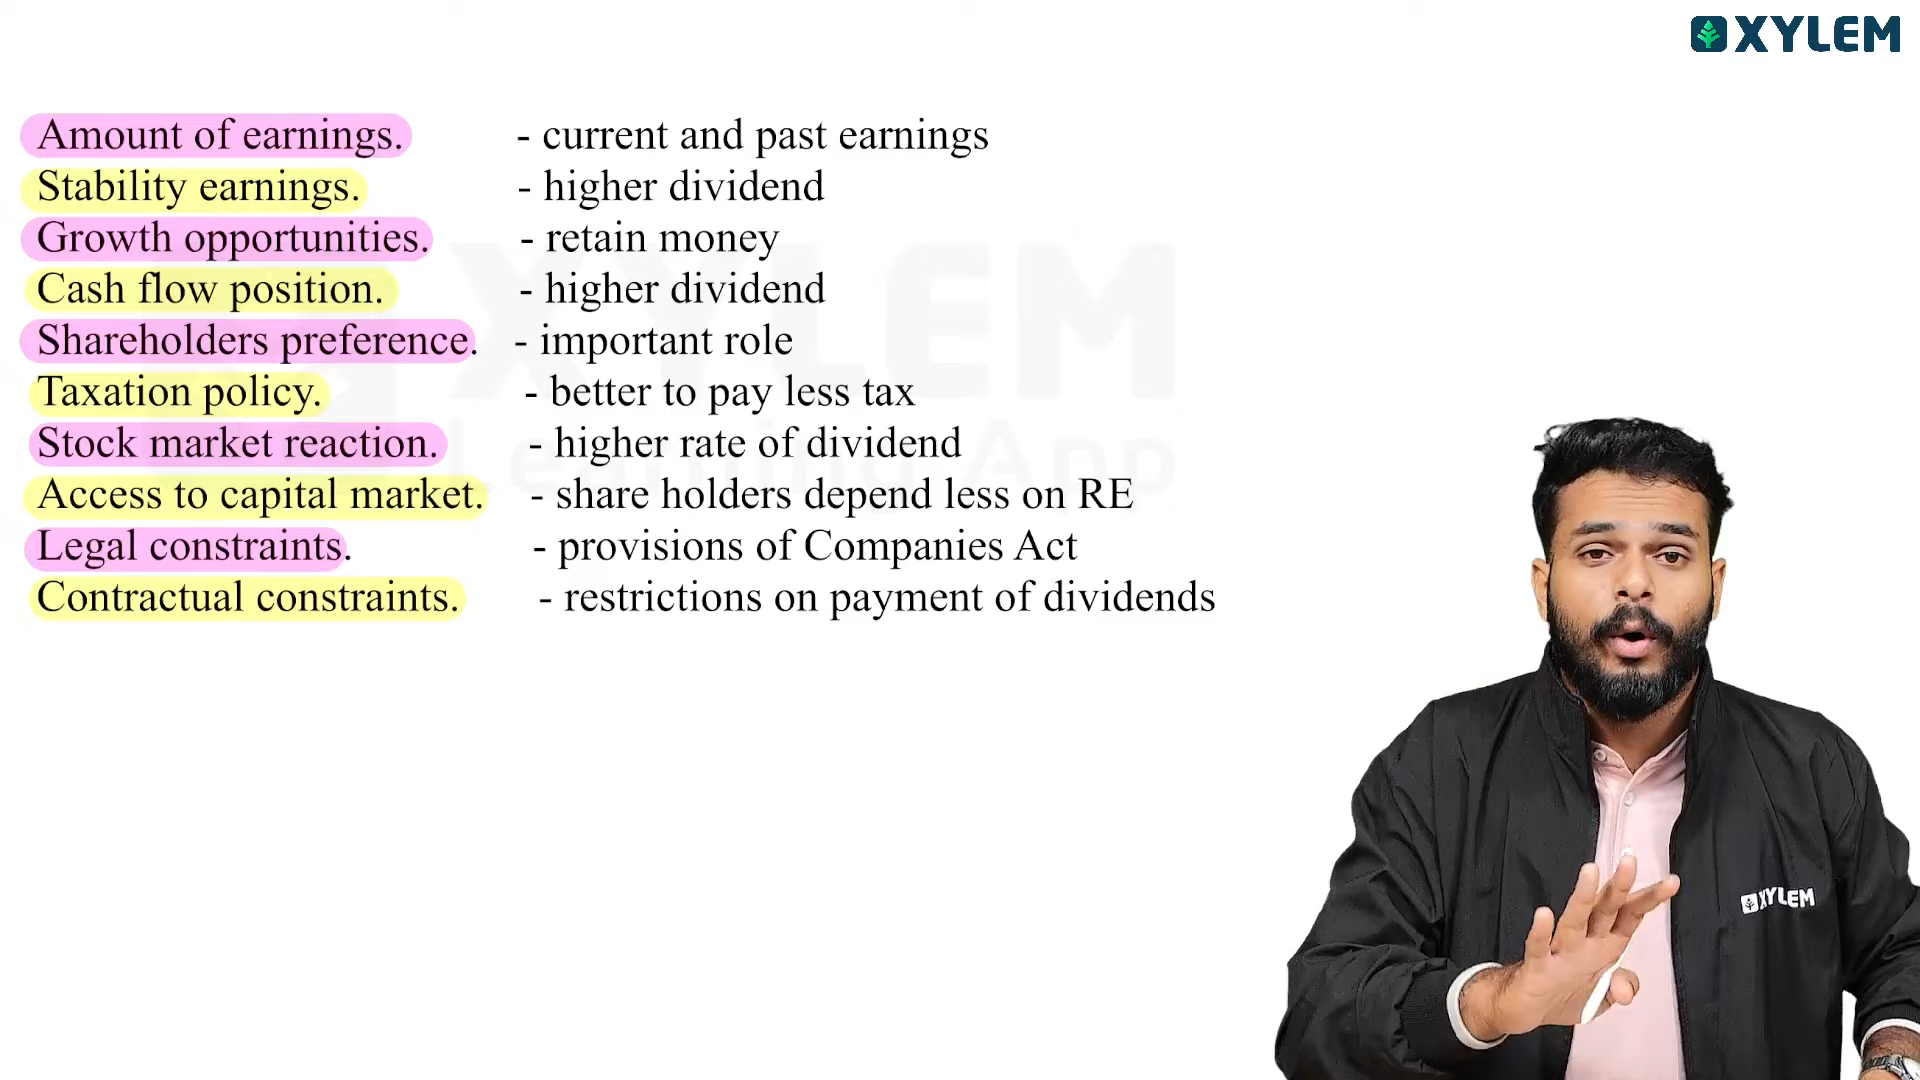 XYLEM
Amount of earnings. - current and past earnings
Stability earnings. - higher dividend
Growth opportunities. - retain money
Cash flow position. - higher dividend
Shareholders preference. - important role
Taxation policy. - better to pay less tax
Stock market reaction. - higher rate of dividend
Access to capital market. - share holders depend less on RE
Legal constraints. - provisions of Companies Act
Contractual constraints. - restrictions on payment of dividends
XYLEM
Learning App
XYLEM